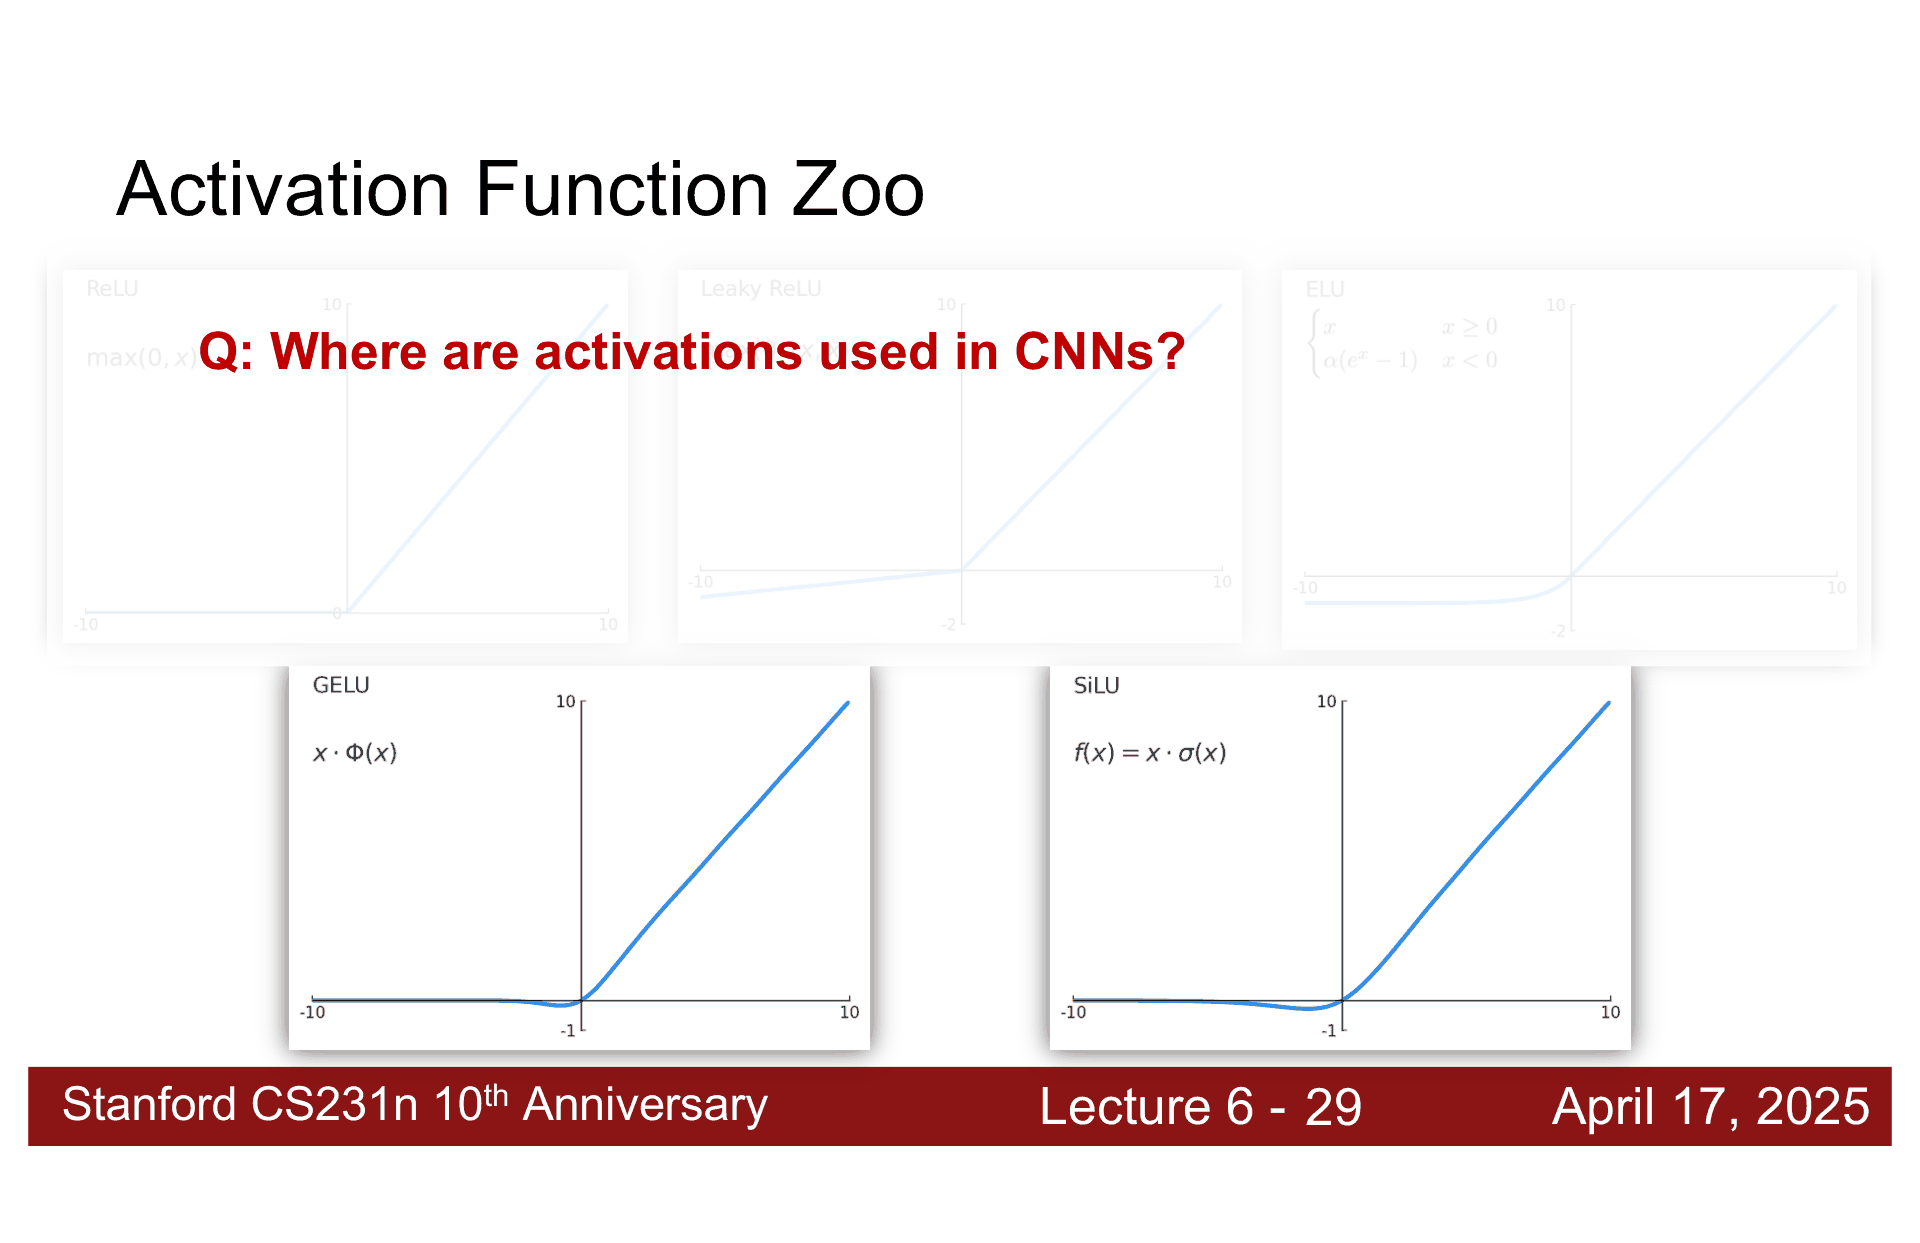 Activation Function Zoo
ReLU
10
max(0, x)
0
-10
10
Leaky ReLU
10
-10
10
-2
ELU
10
x x ≥ 0
α(eˣ − 1) x < 0
-10
10
-2
Q: Where are activations used in CNNs?
GELU
10
x · Φ(x)
-10
10
-1
SiLU
10
f(x) = x · σ(x)
-10
10
-1
Stanford CS231n 10th Anniversary
Lecture 6 - 29
April 17, 2025